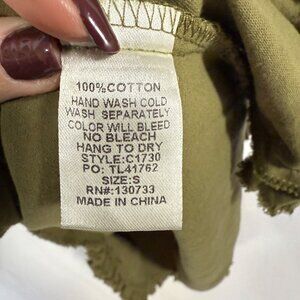 100%COTTON
HAND WASH COLD
WASH SEPARATELY
COLOR WILL BLEED
NO BLEACH
HANG TO DRY
STYLE:C1730
PO: TL41762
SIZE:S
RN#:130733
MADE IN CHINA